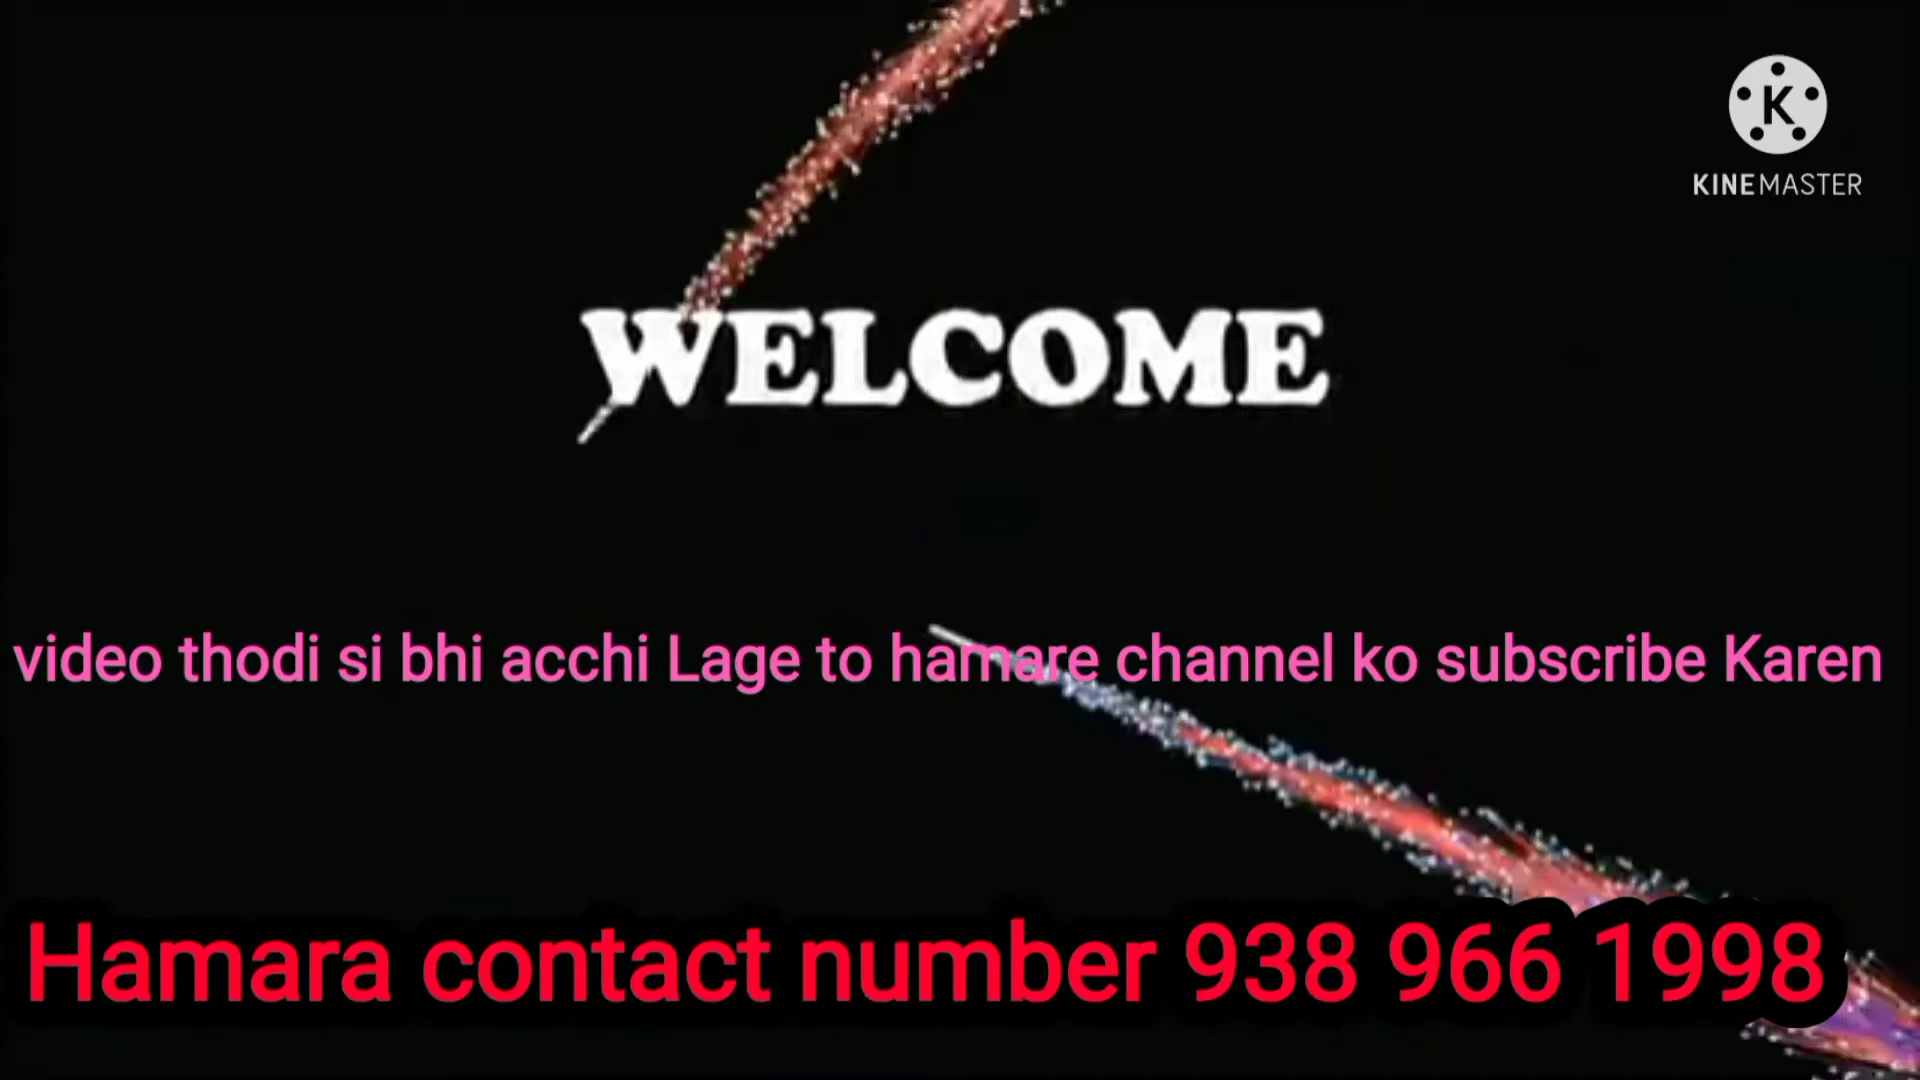 K
KINEMASTER
WELCOME
video thodi si bhi acchi Lage to hamare channel ko subscribe Karen
Hamara contact number 938 966 1998